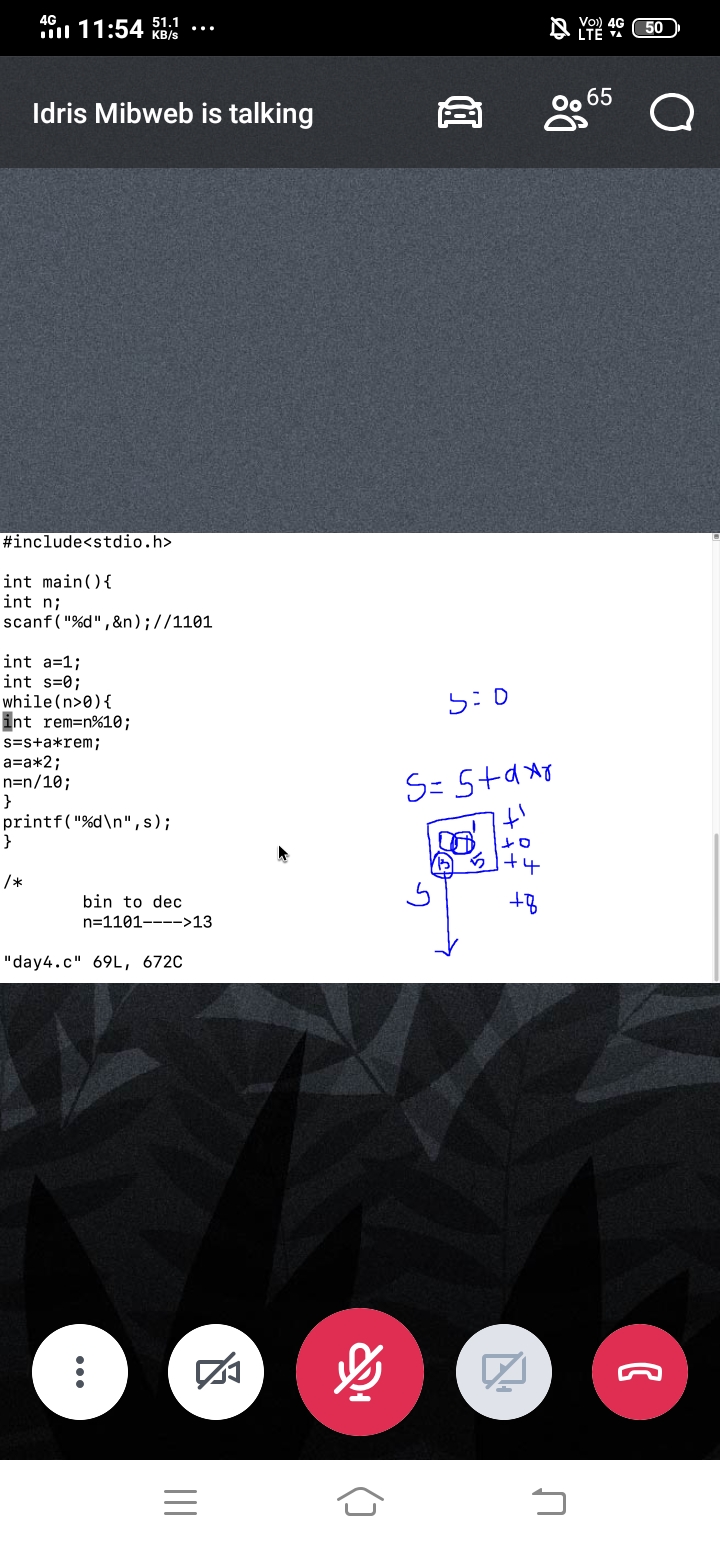 4G 11:54 51.1 KB/s ... Vo) LTE 4G 50
Idris Mibweb is talking 65
#include<stdio.h>
int main(){
int n;
scanf("%d",&n);//1101
int a=1;
int s=0;
while(n>0){
int rem=n%10;
s=s+a*rem;
a=a*2;
n=n/10;
}
printf("%d\n",s);
}
/*
bin to dec
n=1101---->13
"day4.c" 69L, 672C
S=0
S=S+a*r
1 +1
+0
13 5 +4
S +8